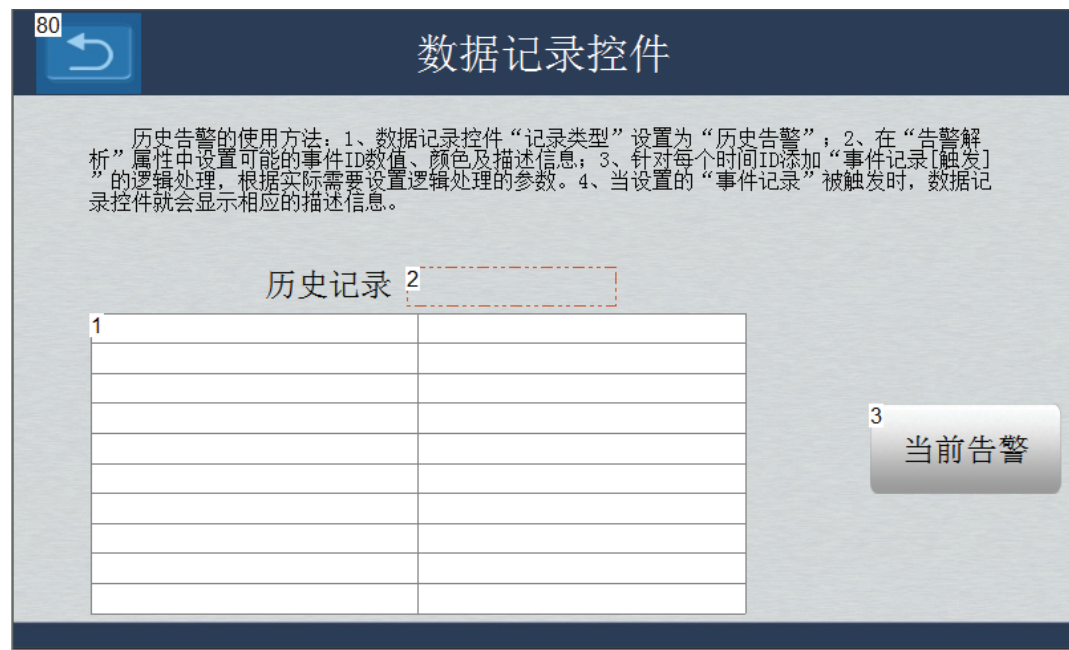 80
数据记录控件
历史告警的使用方法：1、数据记录控件“记录类型”设置为“历史告警”；2、在“告警解
析”属性中设置可能的事件ID数值、颜色及描述信息；3、针对每个时间ID添加“事件记录[触发]
”的逻辑处理，根据实际需要设置逻辑处理的参数。4、当设置的“事件记录”被触发时，数据记
录控件就会显示相应的描述信息。
历史记录 2
1
3
当前告警